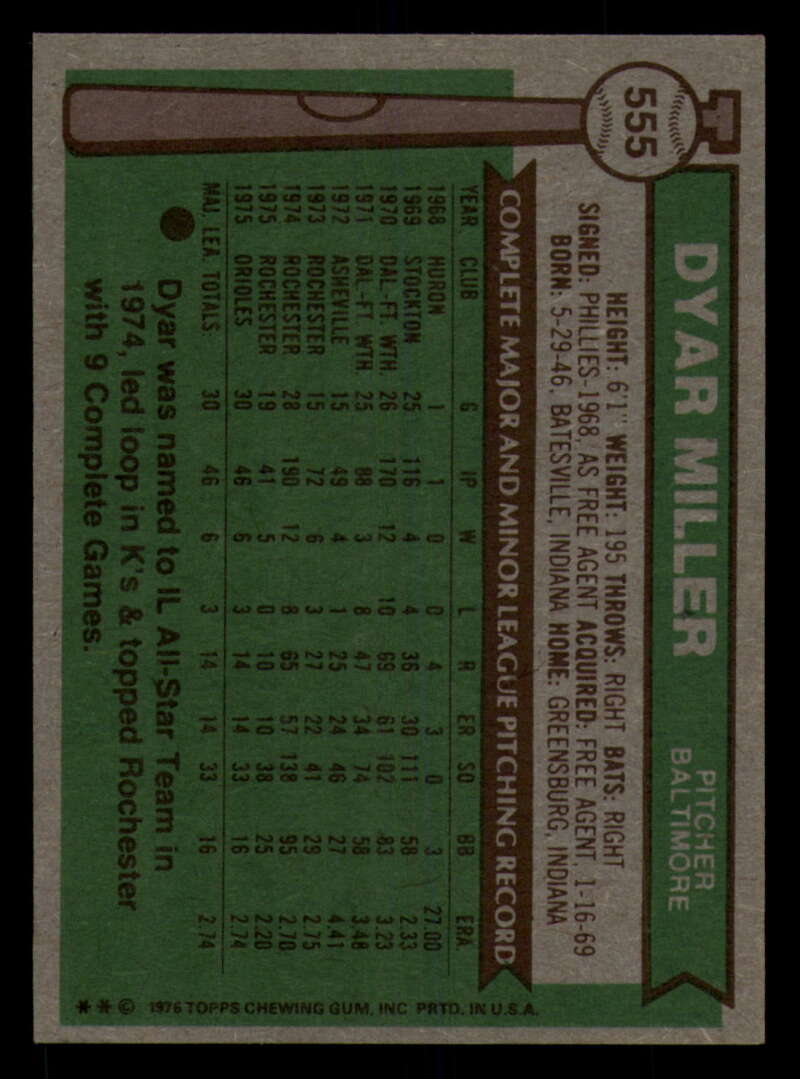 555
DYAR MILLER
PITCHER
BALTIMORE
HEIGHT: 6'1" WEIGHT: 195 THROWS: RIGHT BATS: RIGHT
SIGNED: PHILLIES-1968, AS FREE AGENT ACQUIRED: FREE AGENT, 1-16-69
BORN: 5-29-46, BATESVILLE, INDIANA HOME: GREENSBURG, INDIANA
COMPLETE MAJOR AND MINOR LEAGUE PITCHING RECORD
YEAR CLUB G IP W L R ER SO BB ERA
1968 HURON 1 1 0 0 4 3 0 3 27.00
1969 STOCKTON 25 116 4 4 36 30 111 58 2.33
1970 DAL-FT. WTH 26 170 12 10 69 61 102 83 3.23
1971 DAL-FT. WTH 25 88 3 8 47 34 74 58 3.48
1972 ASHEVILLE 15 49 4 1 25 24 46 27 4.41
1973 ROCHESTER 15 72 6 3 27 22 41 29 2.75
1974 ROCHESTER 28 190 12 8 65 57 138 95 2.70
1975 ROCHESTER 19 41 5 0 10 10 38 25 2.20
1975 ORIOLES 30 46 6 3 14 14 33 16 2.74
MAJ. LEA. TOTALS: 30 46 6 3 14 14 33 16 2.74
Dyar was named to IL All-Star Team in
1974, led loop in K's & topped Rochester
with 9 Complete Games.
** © 1976 TOPPS CHEWING GUM, INC PRTD. IN U.S.A.